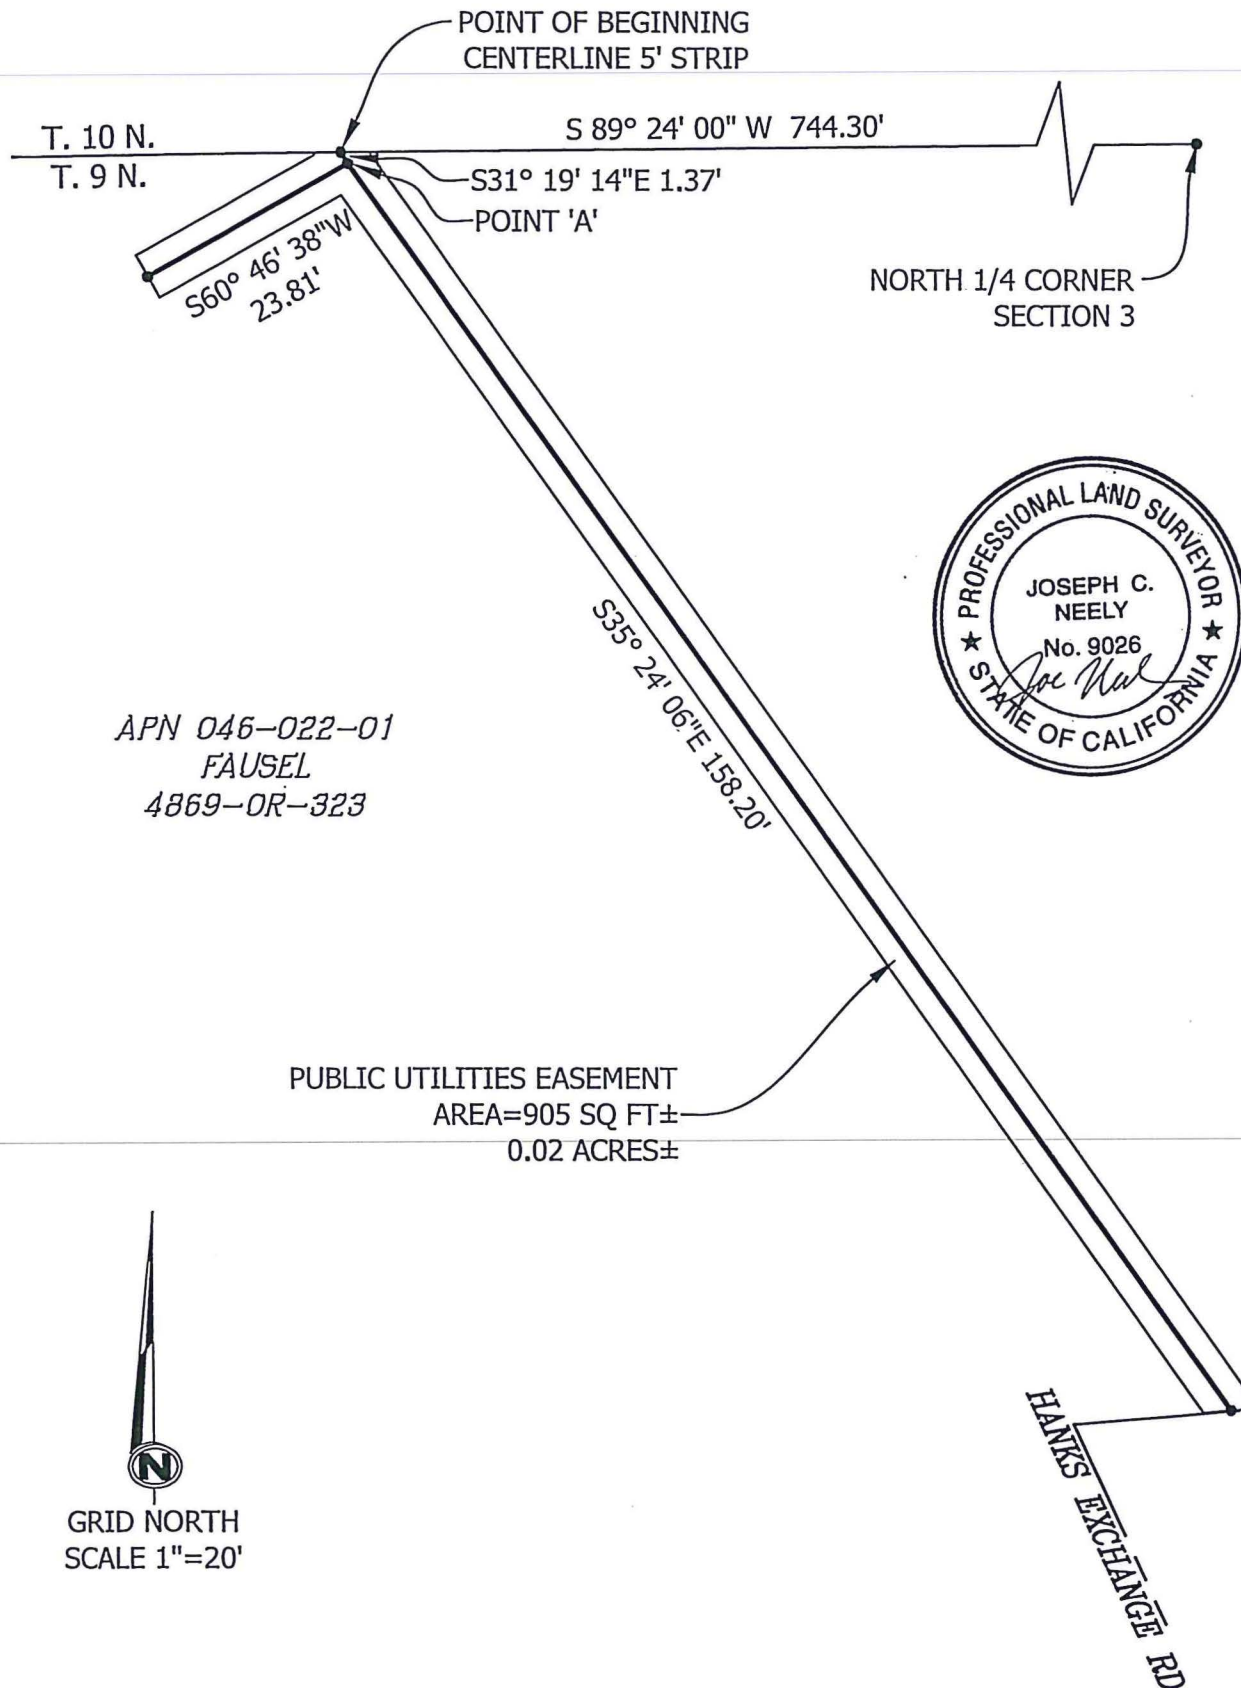 POINT OF BEGINNING
CENTERLINE 5' STRIP
T. 10 N.
T. 9 N.
S 89° 24' 00" W 744.30'
S31° 19' 14"E 1.37'
POINT 'A'
S60° 46' 38"W
23.81'
NORTH 1/4 CORNER
SECTION 3
PROFESSIONAL LAND SURVEYOR
JOSEPH C.
NEELY
No. 9026
STATE OF CALIFORNIA
S35° 24' 06"E 158.20'
APN 046-022-01
FAUSEL
4869-OR-323
PUBLIC UTILITIES EASEMENT
AREA=905 SQ FT±
0.02 ACRES±
N
GRID NORTH
SCALE 1"=20'
HANKS EXCHANGE RD